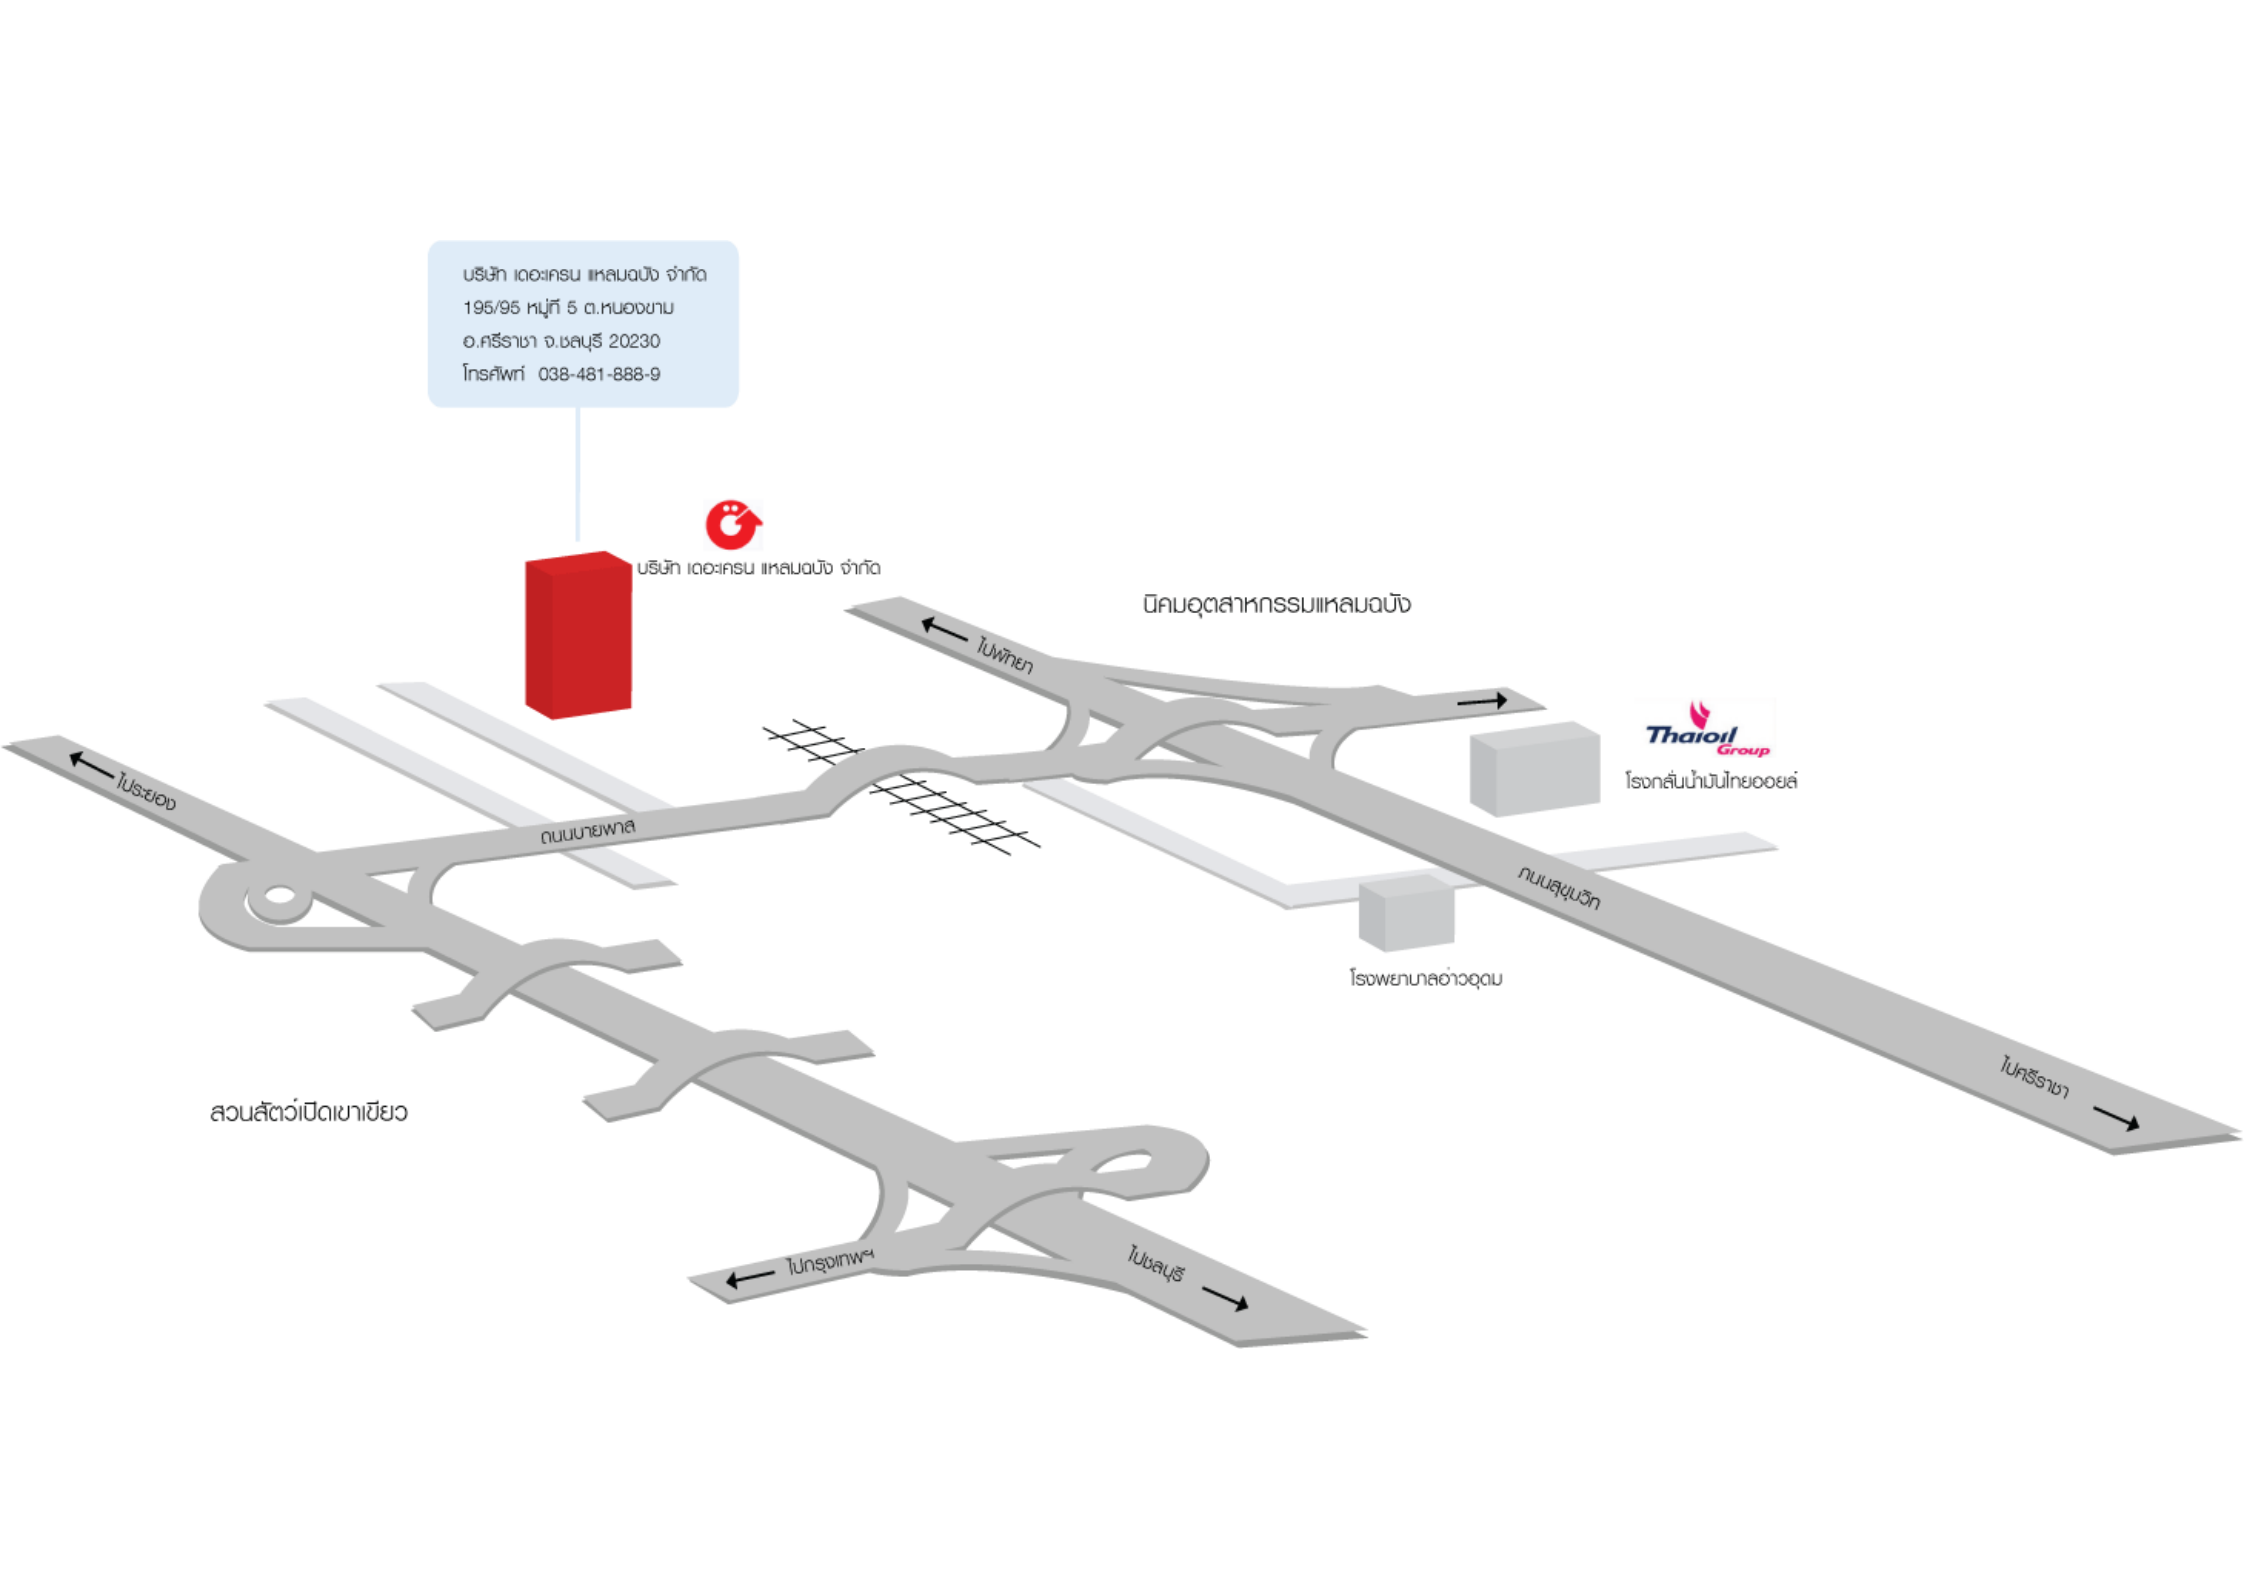 บริษัท เดอะเครน แหลมฉบัง จำกัด
195/95 หมู่ที่ 5 ต.หนองขาม
อ.ศรีราชา จ.ชลบุรี 20230
โทรศัพท์ 038-481-888-9
บริษัท เดอะเครน แหลมฉบัง จำกัด
นิคมอุตสาหกรรมแหลมฉบัง
ไปพัทยา
Thaioil
Group
โรงกลั่นน้ำมันไทยออยล์
ไประยอง
ถนนบายพาส
ถนนสุขุมวิท
โรงพยาบาลอ่าวอุดม
ไปศรีราชา
สวนสัตว์เปิดเขาเขียว
ไปกรุงเทพฯ
ไปชลบุรี